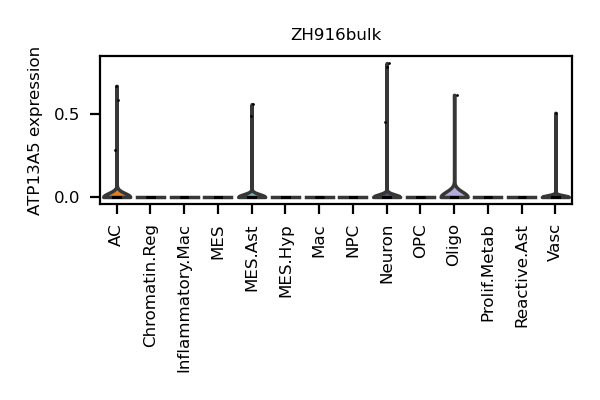 ZH916bulk
ATP13A5 expression
0.5
0.0
AC
Chromatin.Reg
Inflammatory.Mac
MES
MES.Ast
MES.Hyp
Mac
NPC
Neuron
OPC
Oligo
Prolif.Metab
Reactive.Ast
Vasc